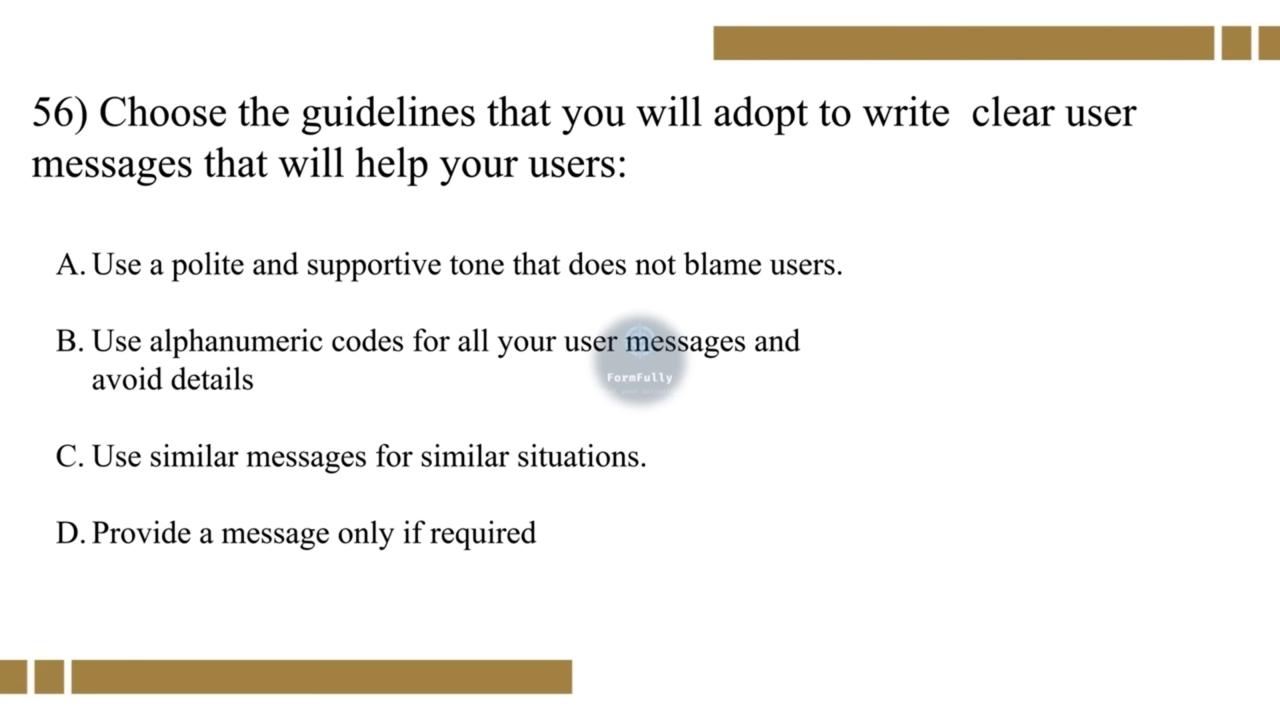 56) Choose the guidelines that you will adopt to write  clear user
messages that will help your users:
A. Use a polite and supportive tone that does not blame users.
B. Use alphanumeric codes for all your user messages and
avoid details
FormFully
C. Use similar messages for similar situations.
D. Provide a message only if required